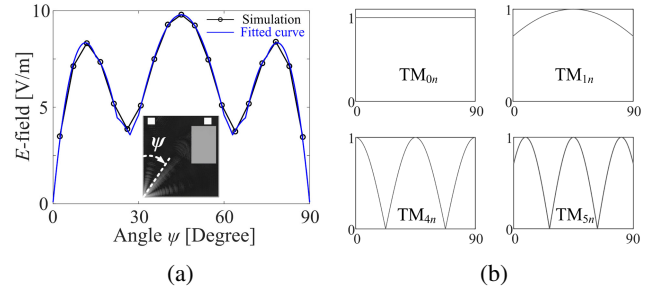 (a)
10
5
0
0
30
60
90
E-field [V/m]
Angle ψ [Degree]
Simulation
Fitted curve
ψ
(b)
1
0
0
90
TM0n
1
0
0
90
TM1n
1
0
0
90
TM4n
1
0
0
90
TM5n
(a)
(b)